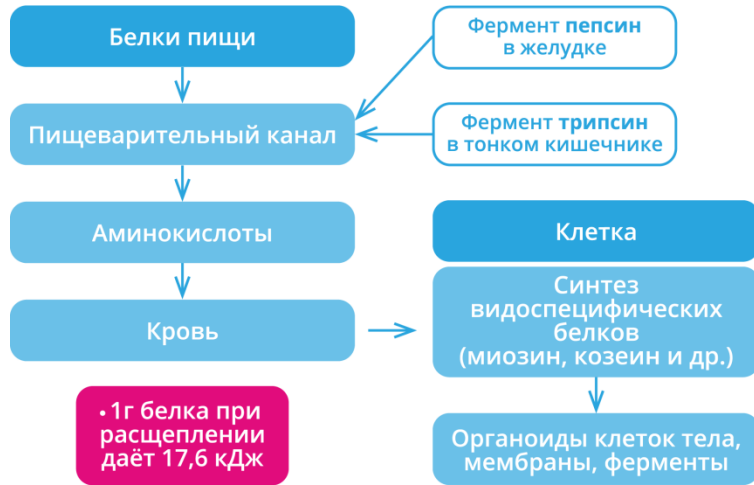 Белки пищи
Фермент пепсин
в желудке
Пищеварительный канал
Фермент трипсин
в тонком кишечнике
Аминокислоты
Клетка
Кровь
Синтез
видоспецифических
белков
(миозин, козеин и др.)
• 1г белка при
расщеплении
даёт 17,6 кДж
Органоиды клеток тела,
мембраны, ферменты